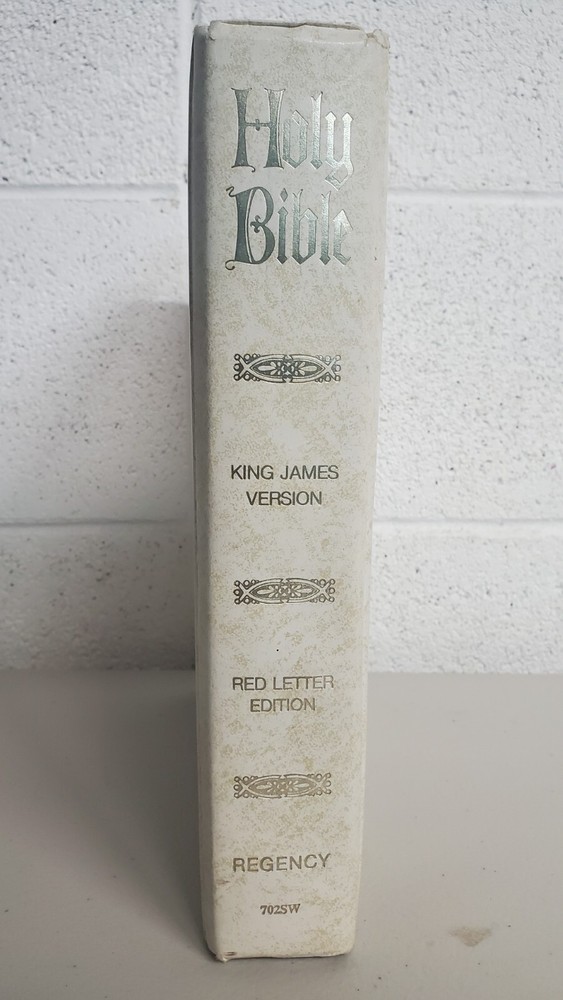 Holy
Bible
KING JAMES
VERSION
RED LETTER
EDITION
REGENCY
702SW